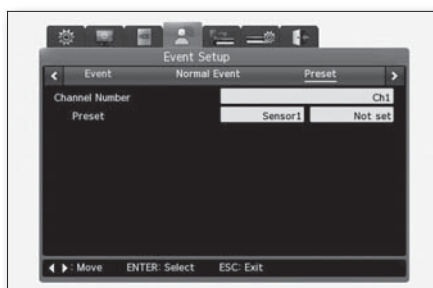 Event Setup
Event Normal Event Preset
Channel Number Ch1
Preset Sensor1 Not set
: Move ENTER: Select ESC: Exit